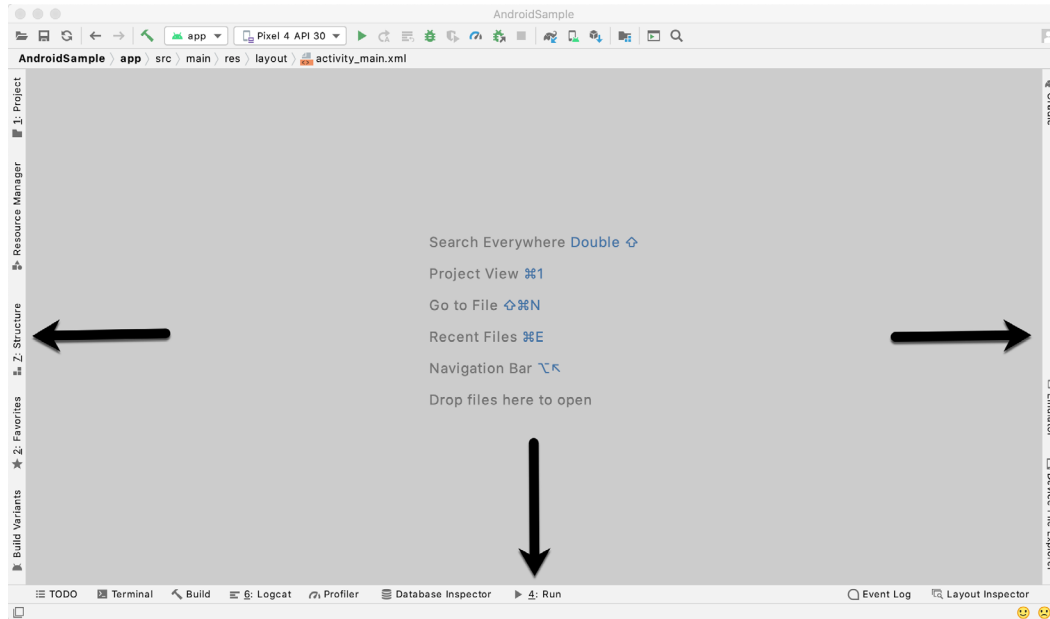 AndroidSample
app Pixel 4 API 30
AndroidSample app src main res layout activity_main.xml
1: Project
Resource Manager
7: Structure
2: Favorites
Build Variants
Search Everywhere Double ⇧
Project View ⌘1
Go to File ⇧⌘N
Recent Files ⌘E
Navigation Bar ⌥↖
Drop files here to open
TODO Terminal Build 6: Logcat Profiler Database Inspector 4: Run Event Log Layout Inspector